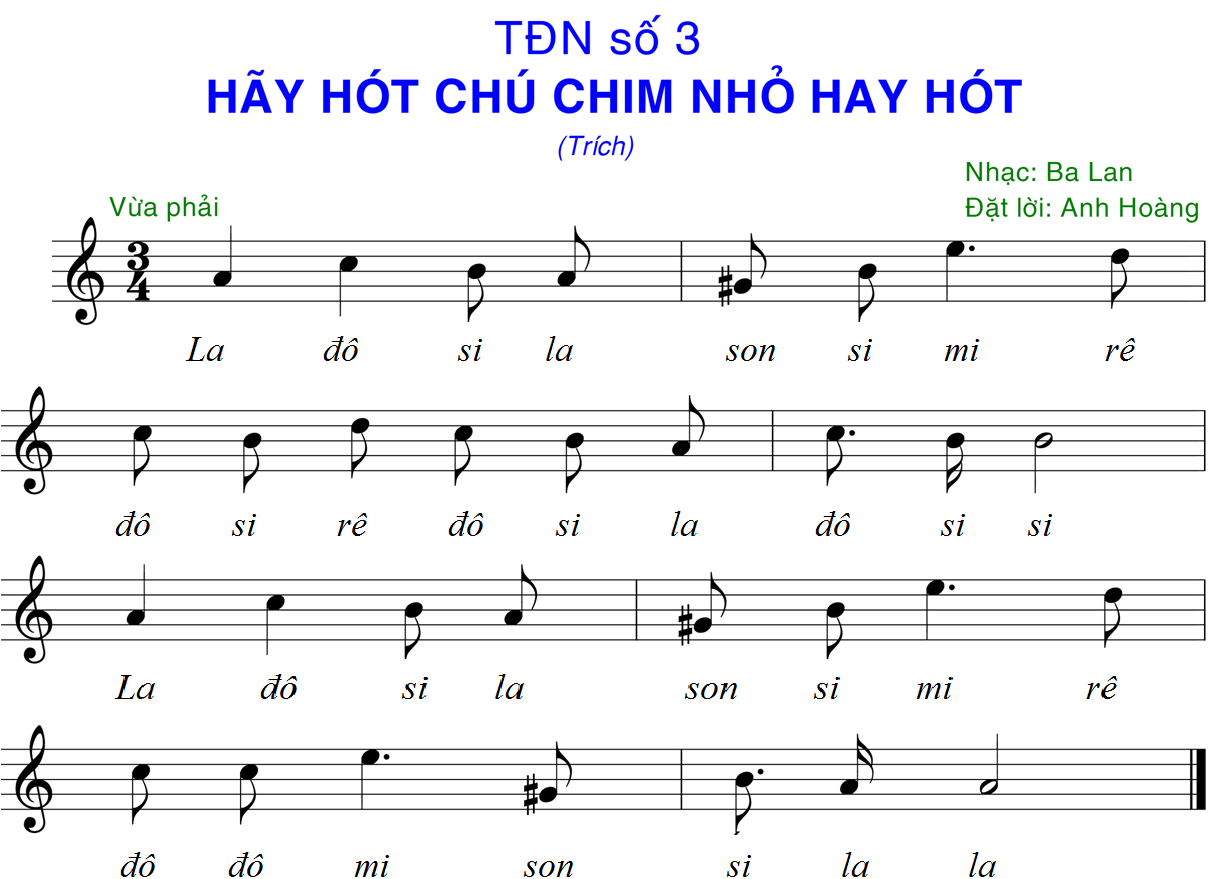 TĐN số 3
HÃY HÓT CHÚ CHIM NHỎ HAY HÓT
(Trích)
Nhạc: Ba Lan
Vừa phải
Đặt lời: Anh Hoàng
3
4
La đô si la son si mi rê
đô si rê đô si la đô si si
La đô si la son si mi rê
đô đô mi son si la la